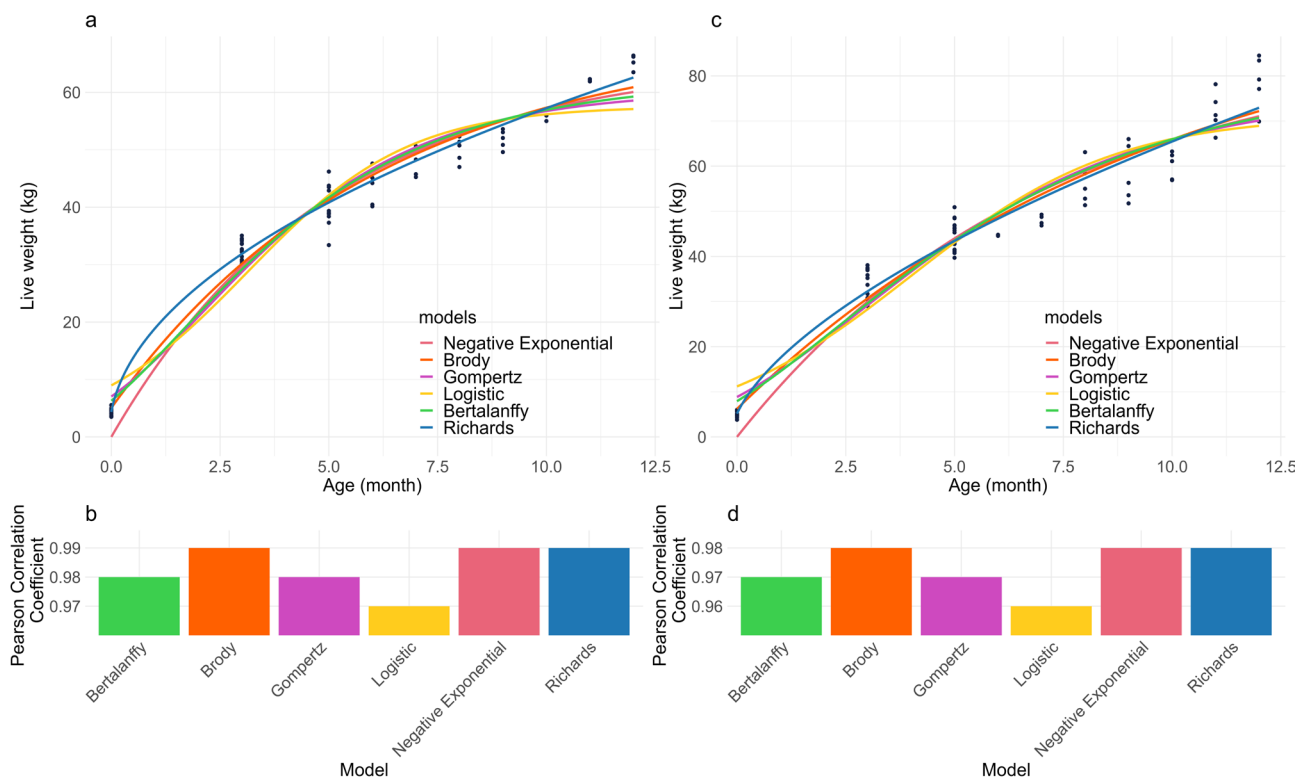 a
Live weight (kg)
60
40
20
0
models
Negative Exponential
Brody
Gompertz
Logistic
Bertalanffy
Richards
0.0 2.5 5.0 7.5 10.0 12.5
Age (month)
c
Live weight (kg)
80
60
40
20
0
models
Negative Exponential
Brody
Gompertz
Logistic
Bertalanffy
Richards
0.0 2.5 5.0 7.5 10.0 12.5
Age (month)
b
Pearson Correlation
Coefficient
0.99
0.98
0.97
Bertalanffy
Brody
Gompertz
Logistic
Negative Exponential
Richards
Model
d
Pearson Correlation
Coefficient
0.98
0.97
0.96
Bertalanffy
Brody
Gompertz
Logistic
Negative Exponential
Richards
Model